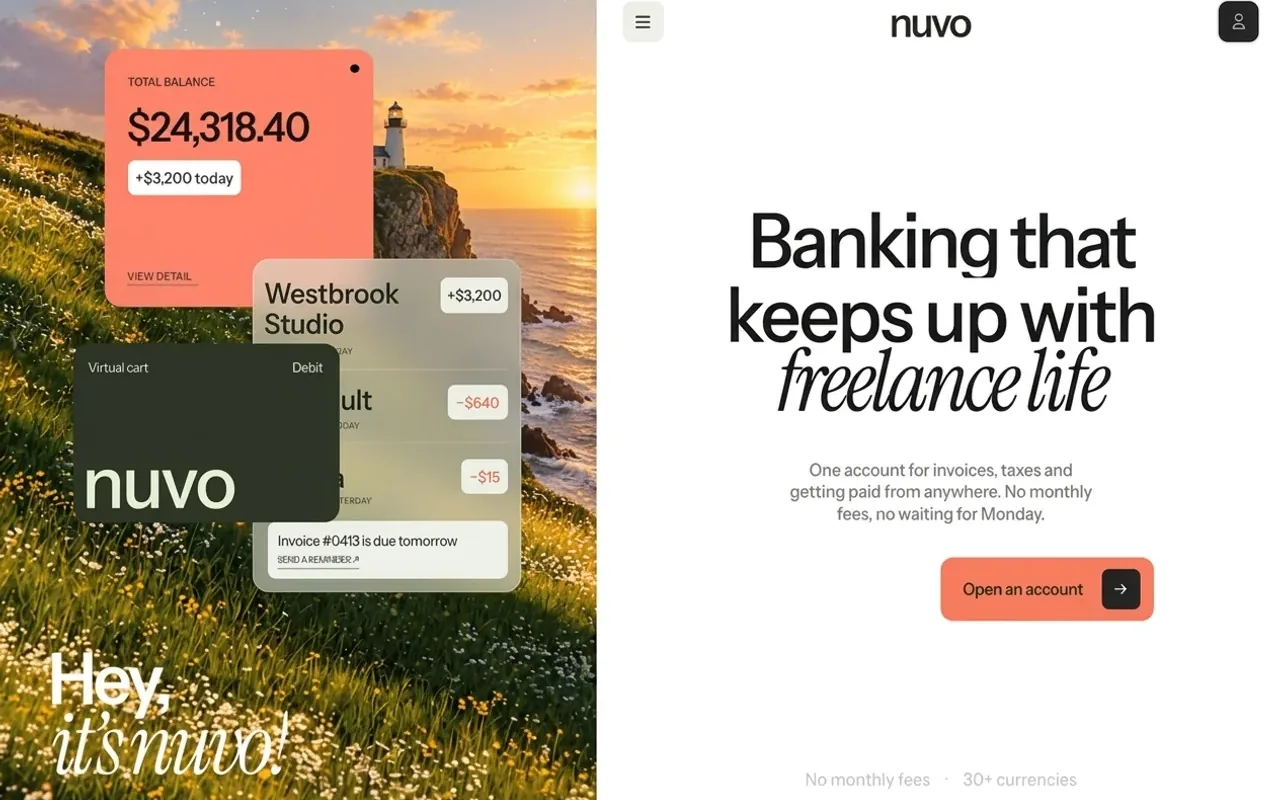 TOTAL BALANCE
$24,318.40
+$3,200 today
VIEW DETAIL
Westbrook
Studio
+$3,200
−$640
−$15
Virtual cart
Debit
nuvo
Invoice #0413 is due tomorrow
SEND A REMINDER ↗
Hey,
it's nuvo!
nuvo
Banking that
keeps up with
freelance life
One account for invoices, taxes and
getting paid from anywhere. No monthly
fees, no waiting for Monday.
Open an account →
No monthly fees · 30+ currencies